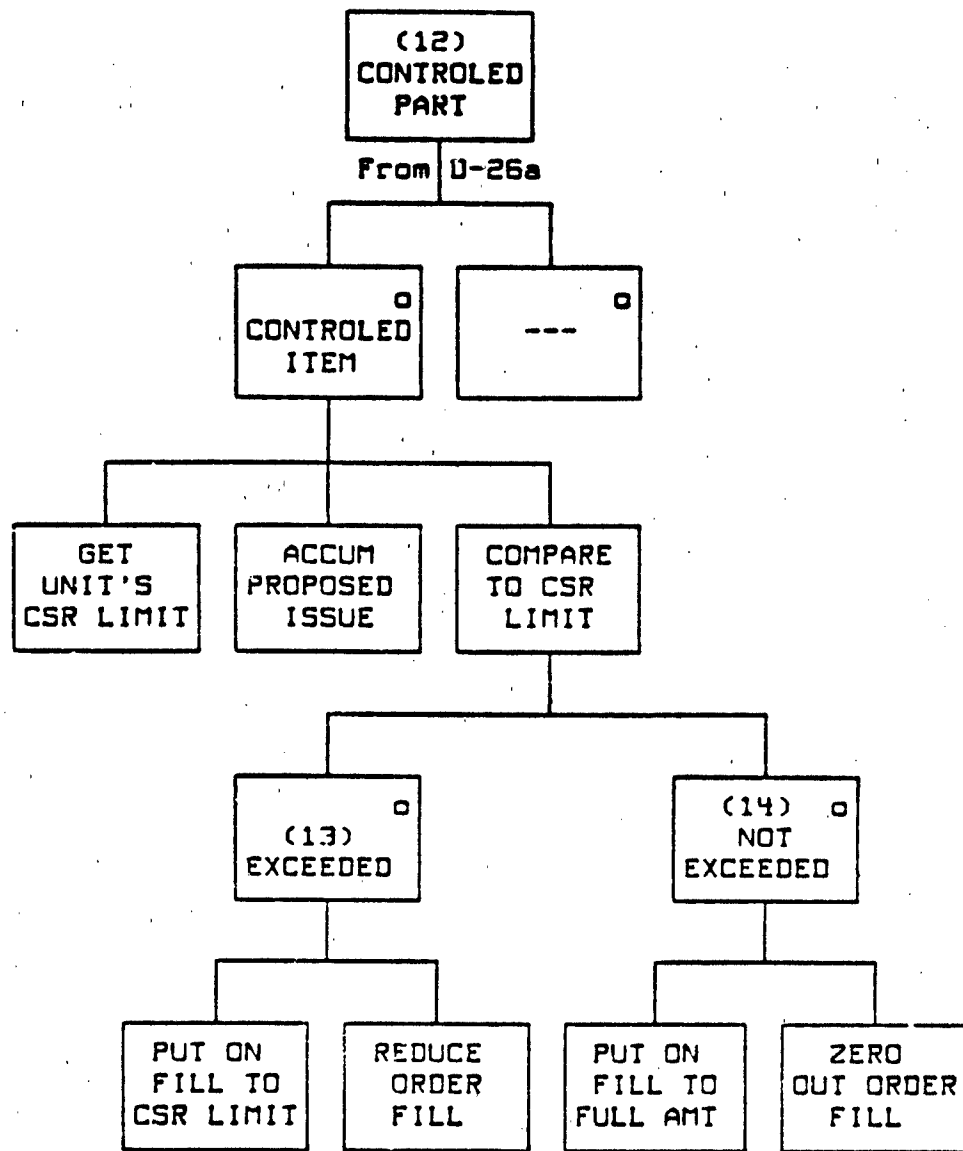 (12)
CONTROLED
PART
From D-26a
o
CONTROLED
ITEM
o
---
GET
UNIT'S
CSR LIMIT
ACCUM
PROPOSED
ISSUE
COMPARE
TO CSR
LIMIT
o
(13)
EXCEEDED
(14) o
NOT
EXCEEDED
PUT ON
FILL TO
CSR LIMIT
REDUCE
ORDER
FILL
PUT ON
FILL TO
FULL AMT
ZERO
OUT ORDER
FILL